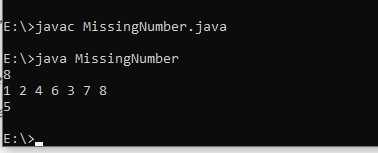 E:\>javac MissingNumber.java
E:\>java MissingNumber
8
1 2 4 6 3 7 8
5
E:\>